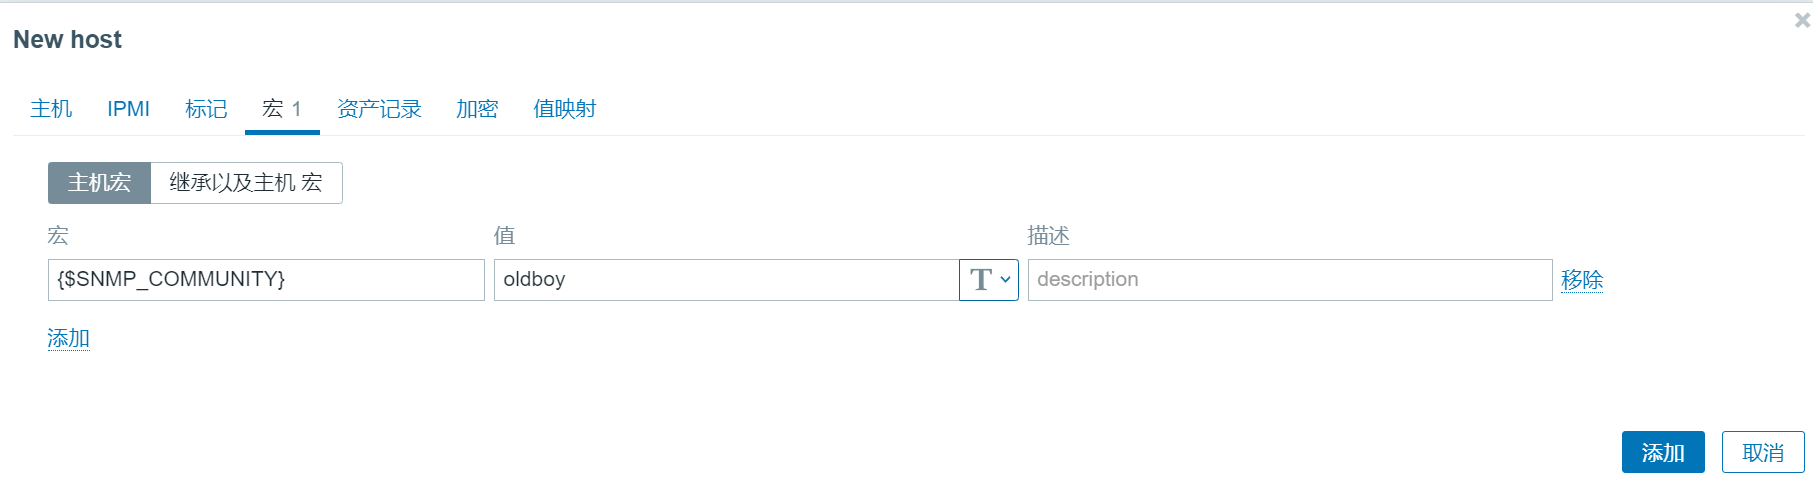 New host
主机 IPMI 标记 宏 1 资产记录 加密 值映射
主机宏 继承以及主机 宏
宏 值 描述
{$SNMP_COMMUNITY} oldboy T description 移除
添加
添加 取消